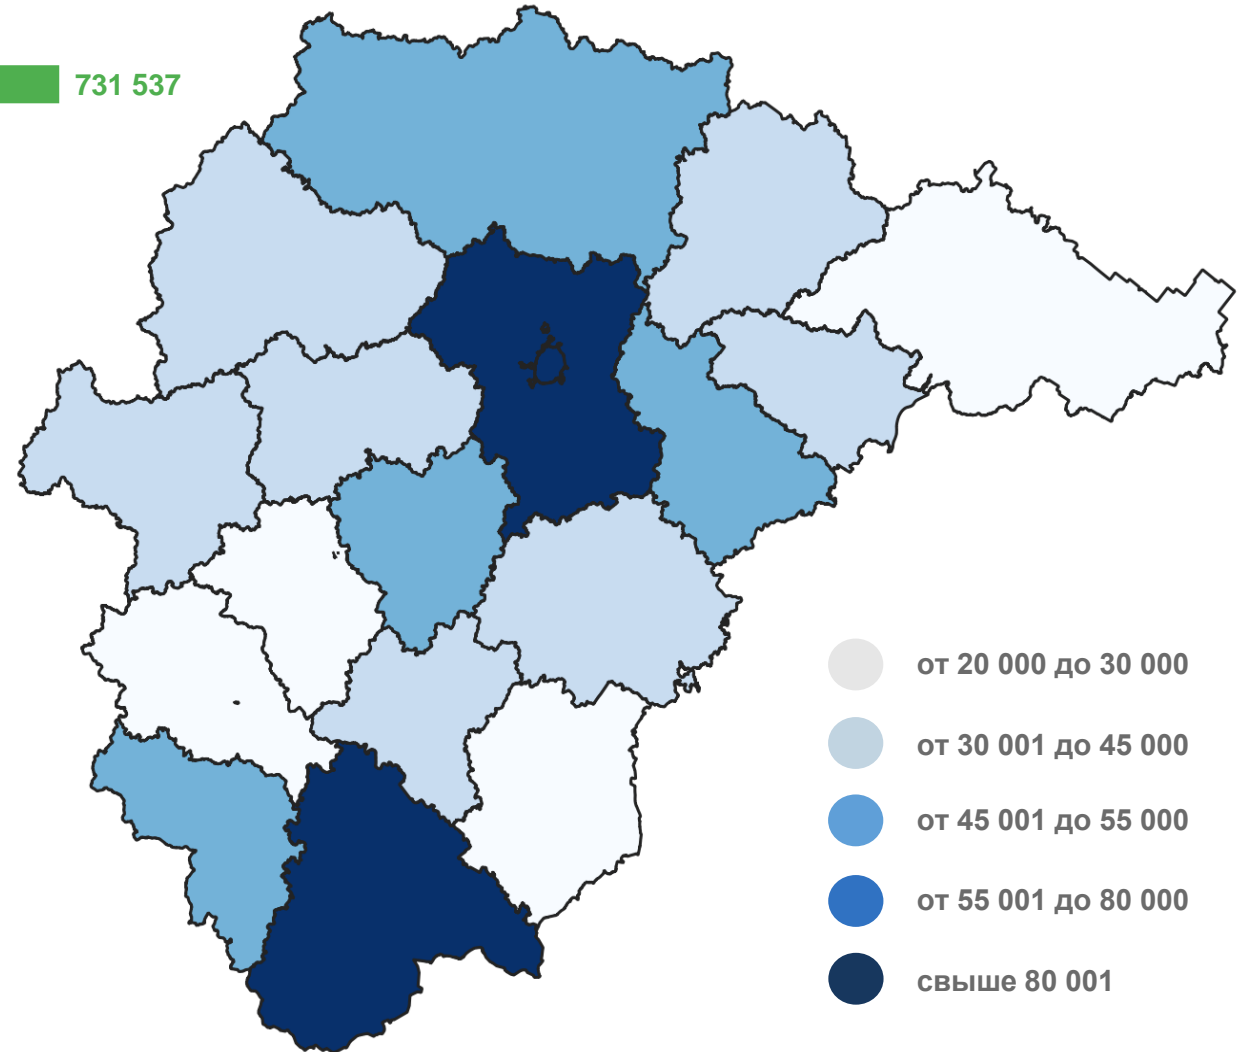 731 537
от 20 000 до 30 000
от 30 001 до 45 000
от 45 001 до 55 000
от 55 001 до 80 000
свыше 80 001